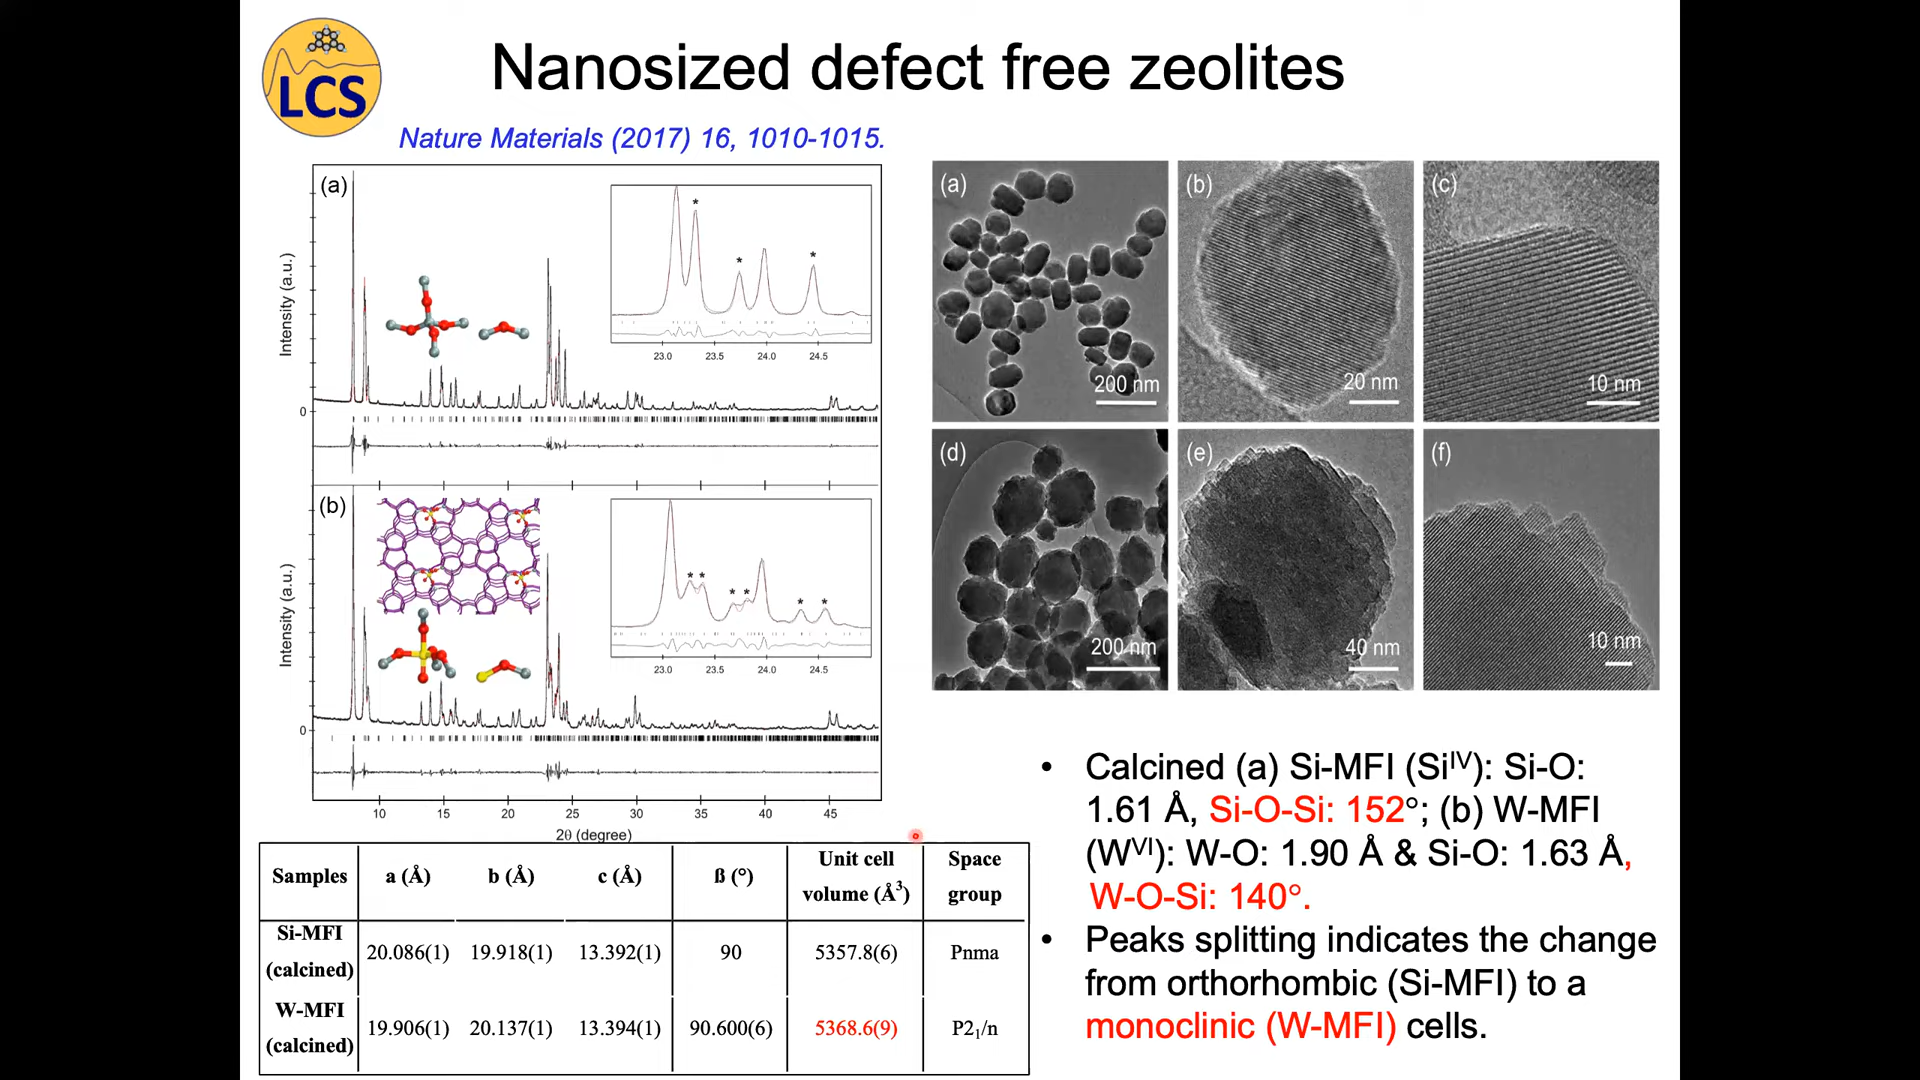 LCS
Nanosized defect free zeolites
Nature Materials (2017) 16, 1010-1015.
(a)
Intensity (a.u.)
0
*
*
*
23.0 23.5 24.0 24.5
(b)
Intensity (a.u.)
0
* *
* *
* *
23.0 23.5 24.0 24.5
10 15 20 25 30 35 40 45
2θ (degree)
(a)
200 nm
(b)
20 nm
(c)
10 nm
(d)
200 nm
(e)
40 nm
(f)
10 nm
Samples a (Å) b (Å) c (Å) ß (°) Unit cell volume (Å³) Space group
Si-MFI (calcined) 20.086(1) 19.918(1) 13.392(1) 90 5357.8(6) Pnma
W-MFI (calcined) 19.906(1) 20.137(1) 13.394(1) 90.600(6) 5368.6(9) P2₁/n
• Calcined (a) Si-MFI (Siᴵⱽ): Si-O:
1.61 Å, Si-O-Si: 152°; (b) W-MFI
(Wⱽᴵ): W-O: 1.90 Å & Si-O: 1.63 Å,
W-O-Si: 140°.
• Peaks splitting indicates the change
from orthorhombic (Si-MFI) to a
monoclinic (W-MFI) cells.